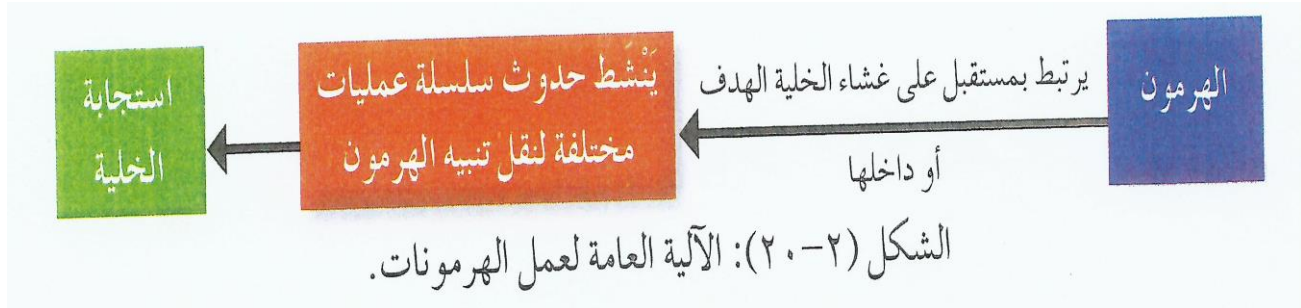 الهرمون
يرتبط بمستقبل على غشاء الخلية الهدف
أو داخلها
يَنْشَط حدوث سلسلة عمليات
مختلفة لنقل تنبيه الهرمون
استجابة
الخلية
الشكل (٢-٢٠): الآلية العامة لعمل الهرمونات.